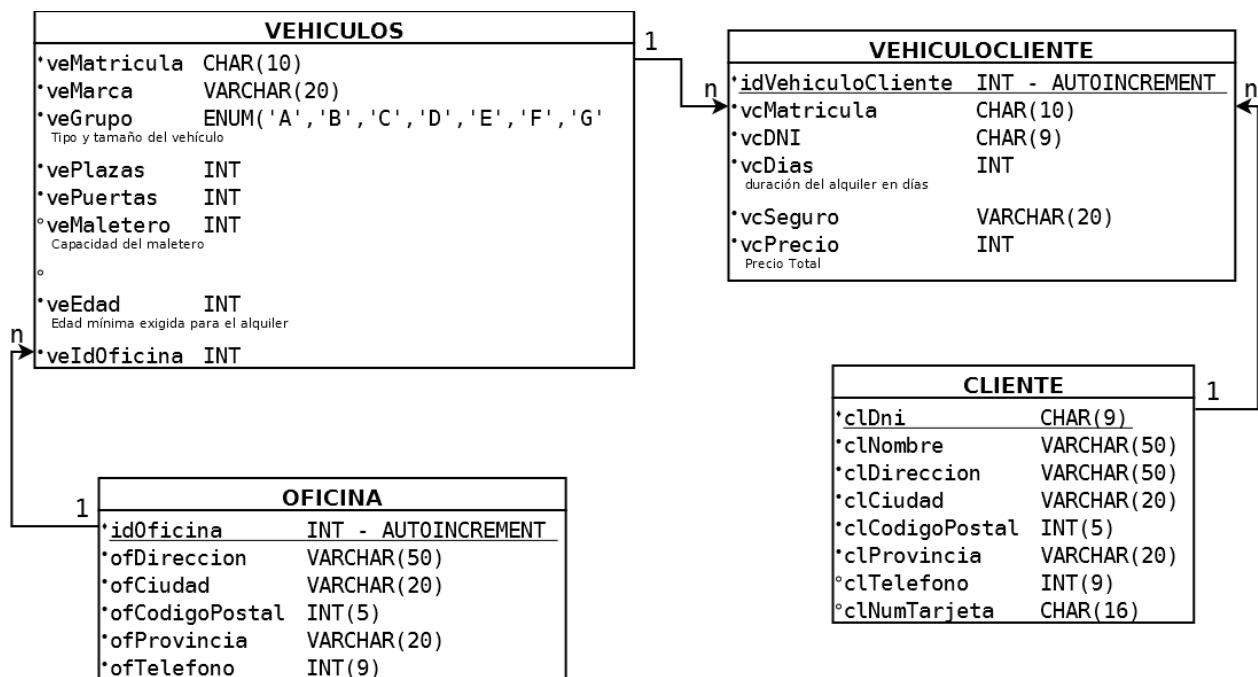 VEHICULOS
veMatricula CHAR(10)
veMarca VARCHAR(20)
veGrupo ENUM('A','B','C','D','E','F','G'
Tipo y tamaño del vehículo
vePlazas INT
vePuertas INT
veMaletero INT
Capacidad del maletero
veEdad INT
Edad mínima exigida para el alquiler
n
veIdOficina INT
1
n
VEHICULOCLIENTE
idVehiculoCliente INT - AUTOINCREMENT
vcMatricula CHAR(10)
vcDNI CHAR(9)
vcDias INT
duración del alquiler en días
vcSeguro VARCHAR(20)
vcPrecio INT
Precio Total
n
CLIENTE
1
clDni CHAR(9)
clNombre VARCHAR(50)
clDireccion VARCHAR(50)
clCiudad VARCHAR(20)
clCodigoPostal INT(5)
clProvincia VARCHAR(20)
clTelefono INT(9)
clNumTarjeta CHAR(16)
OFICINA
1
idOficina INT - AUTOINCREMENT
ofDireccion VARCHAR(50)
ofCiudad VARCHAR(20)
ofCodigoPostal INT(5)
ofProvincia VARCHAR(20)
ofTelefono INT(9)